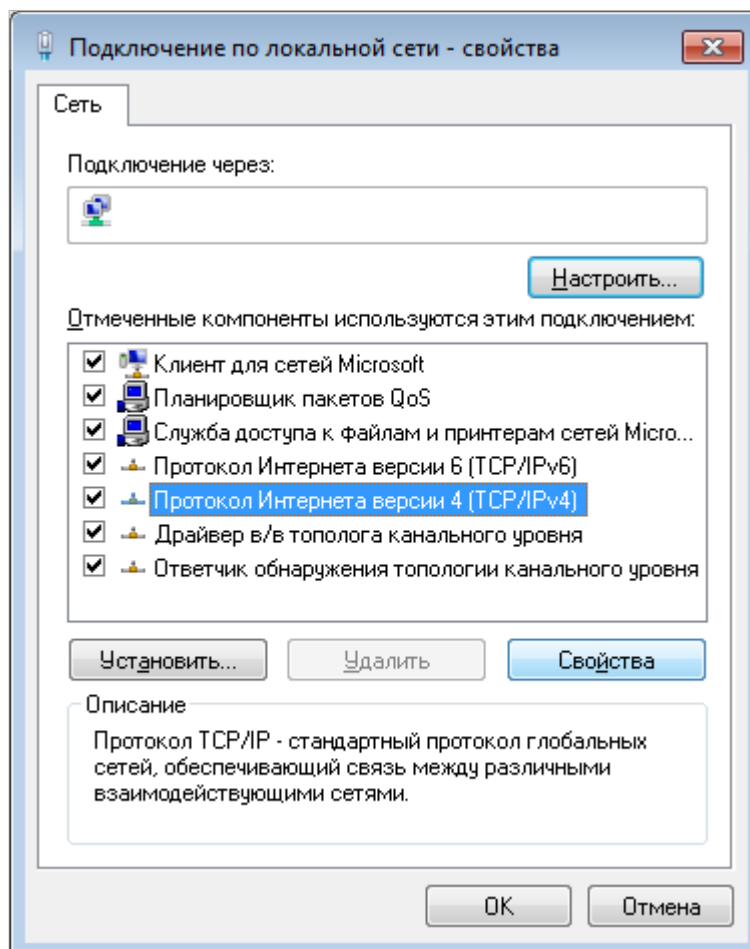 Подключение по локальной сети - свойства
Сеть
Подключение через:
Настроить...
Отмеченные компоненты используются этим подключением:
Клиент для сетей Microsoft
Планировщик пакетов QoS
Служба доступа к файлам и принтерам сетей Micro...
Протокол Интернета версии 6 (TCP/IPv6)
Протокол Интернета версии 4 (TCP/IPv4)
Драйвер в/в тополога канального уровня
Ответчик обнаружения топологии канального уровня
Установить...
Удалить
Свойства
Описание
Протокол TCP/IP - стандартный протокол глобальных
сетей, обеспечивающий связь между различными
взаимодействующими сетями.
OK
Отмена